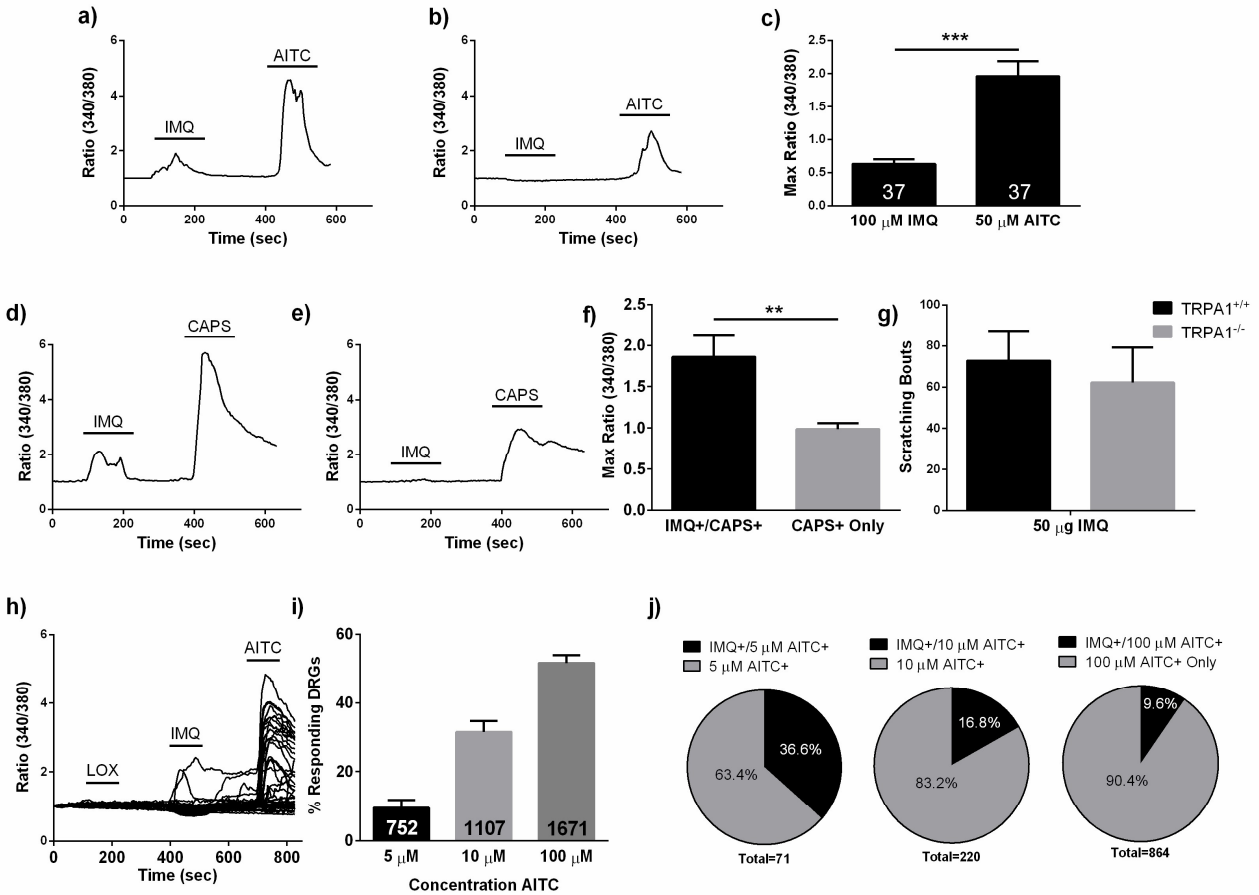 a)
6
4
2
0
0 200 400 600
Ratio (340/380)
Time (sec)
IMQ
AITC
b)
6
4
2
0
0 200 400 600
Ratio (340/380)
Time (sec)
IMQ
AITC
c)
2.5
2.0
1.5
1.0
0.5
0.0
Max Ratio (340/380)
***
37 37
100 μM IMQ 50 μM AITC
d)
6
4
2
0
0 200 400 600
Ratio (340/380)
Time (sec)
IMQ
CAPS
e)
6
4
2
0
0 200 400 600
Ratio (340/380)
Time (sec)
IMQ
CAPS
f)
2.5
2.0
1.5
1.0
0.5
0.0
Max Ratio (340/380)
**
IMQ+/CAPS+ CAPS+ Only
g)
100
80
60
40
20
0
Scratching Bouts
TRPA1+/+
TRPA1-/-
50 μg IMQ
h)
6
4
2
0
0 200 400 600 800
Ratio (340/380)
Time (sec)
LOX
IMQ
AITC
i)
60
40
20
0
% Responding DRGs
752 1107 1671
5 μM 10 μM 100 μM
Concentration AITC
j)
IMQ+/5 μM AITC+
5 μM AITC+
36.6%
63.4%
Total=71
IMQ+/10 μM AITC+
10 μM AITC+
16.8%
83.2%
Total=220
IMQ+/100 μM AITC+
100 μM AITC+ Only
9.6%
90.4%
Total=864